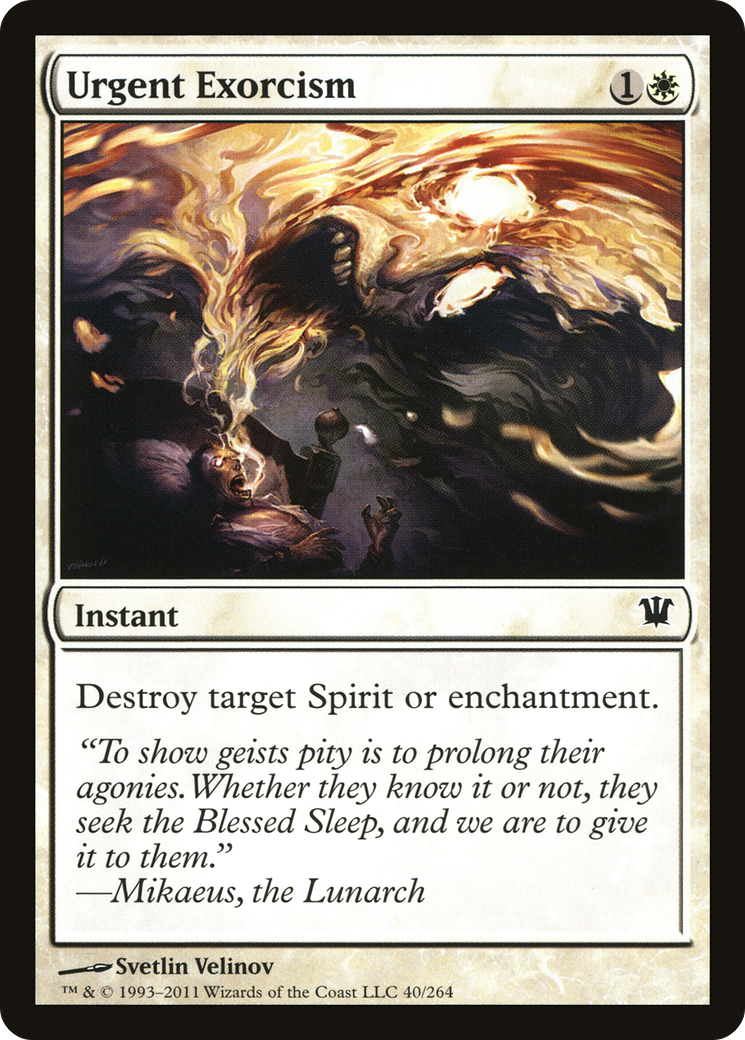 Urgent Exorcism 1
Instant
Destroy target Spirit or enchantment.
“To show geists pity is to prolong their
agonies. Whether they know it or not, they
seek the Blessed Sleep, and we are to give
it to them.”
—Mikaeus, the Lunarch
Svetlin Velinov
™ & © 1993–2011 Wizards of the Coast LLC 40/264